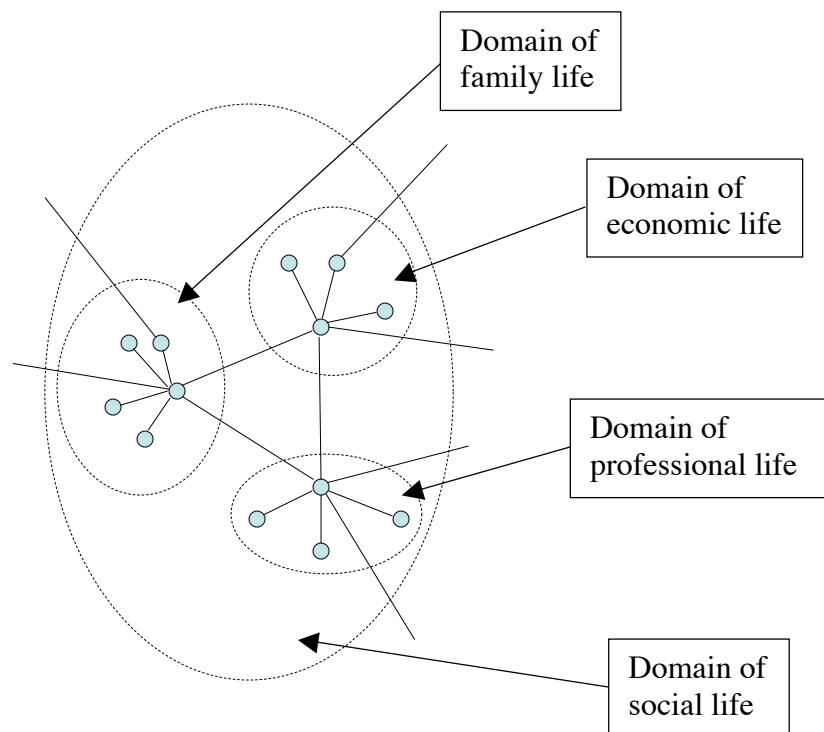 Domain of
family life
Domain of
economic life
Domain of
professional life
Domain of
social life